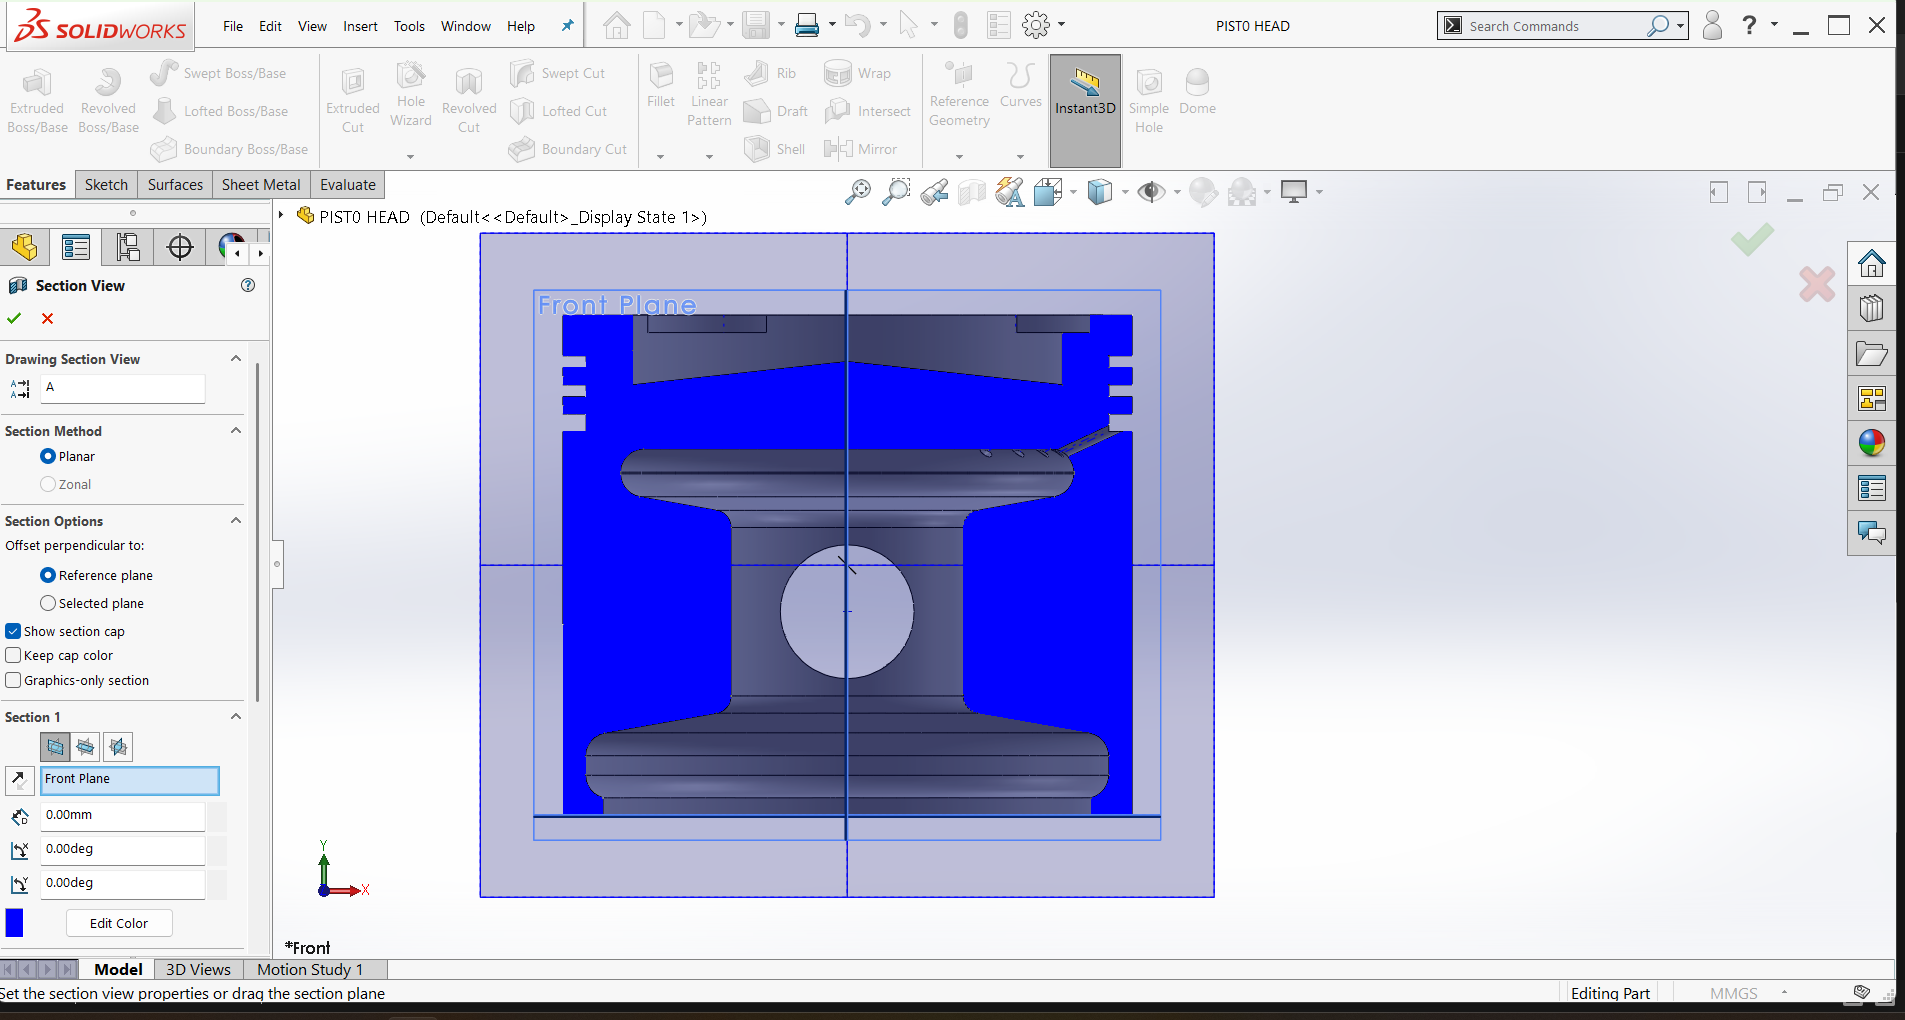 SOLIDWORKS
File Edit View Insert Tools Window Help
PIST0 HEAD
Search Commands
?
Extruded Boss/Base
Revolved Boss/Base
Swept Boss/Base
Lofted Boss/Base
Boundary Boss/Base
Extruded Cut
Hole Wizard
Revolved Cut
Swept Cut
Lofted Cut
Boundary Cut
Fillet
Linear Pattern
Rib
Draft
Shell
Wrap
Intersect
Mirror
Reference Geometry
Curves
Instant3D
Simple Hole
Dome
Features Sketch Surfaces Sheet Metal Evaluate
PIST0 HEAD (Default<<Default>_Display State 1>)
Section View
?
Drawing Section View
A
Section Method
Planar
Zonal
Section Options
Offset perpendicular to:
Reference plane
Selected plane
Show section cap
Keep cap color
Graphics-only section
Section 1
Front Plane
0.00mm
0.00deg
0.00deg
Edit Color
Front Plane
Y
X
*Front
Model 3D Views Motion Study 1
Set the section view properties or drag the section plane
Editing Part
MMGS